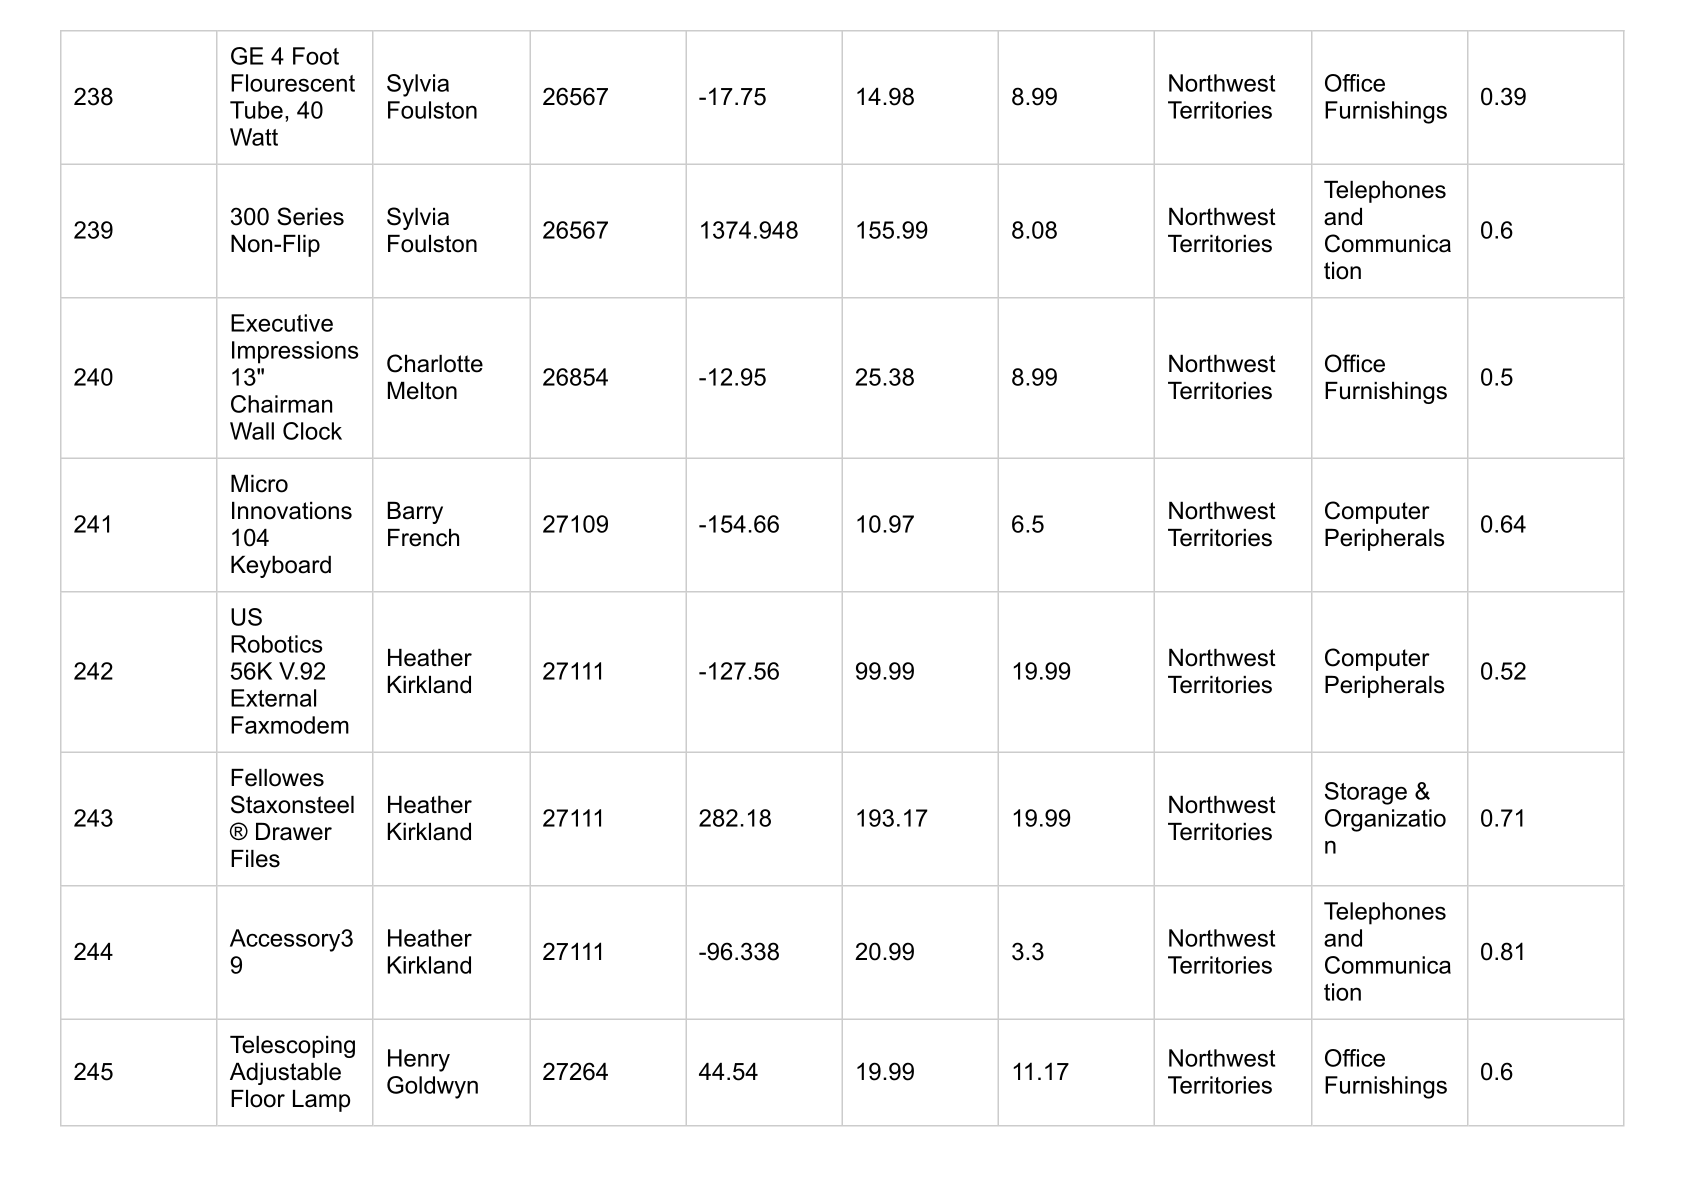 238
GE 4 Foot
Flourescent
Tube, 40
Watt
Sylvia
Foulston
26567
-17.75
14.98
8.99
Northwest
Territories
Office
Furnishings
0.39
239
300 Series
Non-Flip
Sylvia
Foulston
26567
1374.948
155.99
8.08
Northwest
Territories
Telephones
and
Communica
tion
0.6
240
Executive
Impressions
13"
Chairman
Wall Clock
Charlotte
Melton
26854
-12.95
25.38
8.99
Northwest
Territories
Office
Furnishings
0.5
241
Micro
Innovations
104
Keyboard
Barry
French
27109
-154.66
10.97
6.5
Northwest
Territories
Computer
Peripherals
0.64
242
US
Robotics
56K V.92
External
Faxmodem
Heather
Kirkland
27111
-127.56
99.99
19.99
Northwest
Territories
Computer
Peripherals
0.52
243
Fellowes
Staxonsteel
® Drawer
Files
Heather
Kirkland
27111
282.18
193.17
19.99
Northwest
Territories
Storage &
Organizatio
n
0.71
244
Accessory3
9
Heather
Kirkland
27111
-96.338
20.99
3.3
Northwest
Territories
Telephones
and
Communica
tion
0.81
245
Telescoping
Adjustable
Floor Lamp
Henry
Goldwyn
27264
44.54
19.99
11.17
Northwest
Territories
Office
Furnishings
0.6